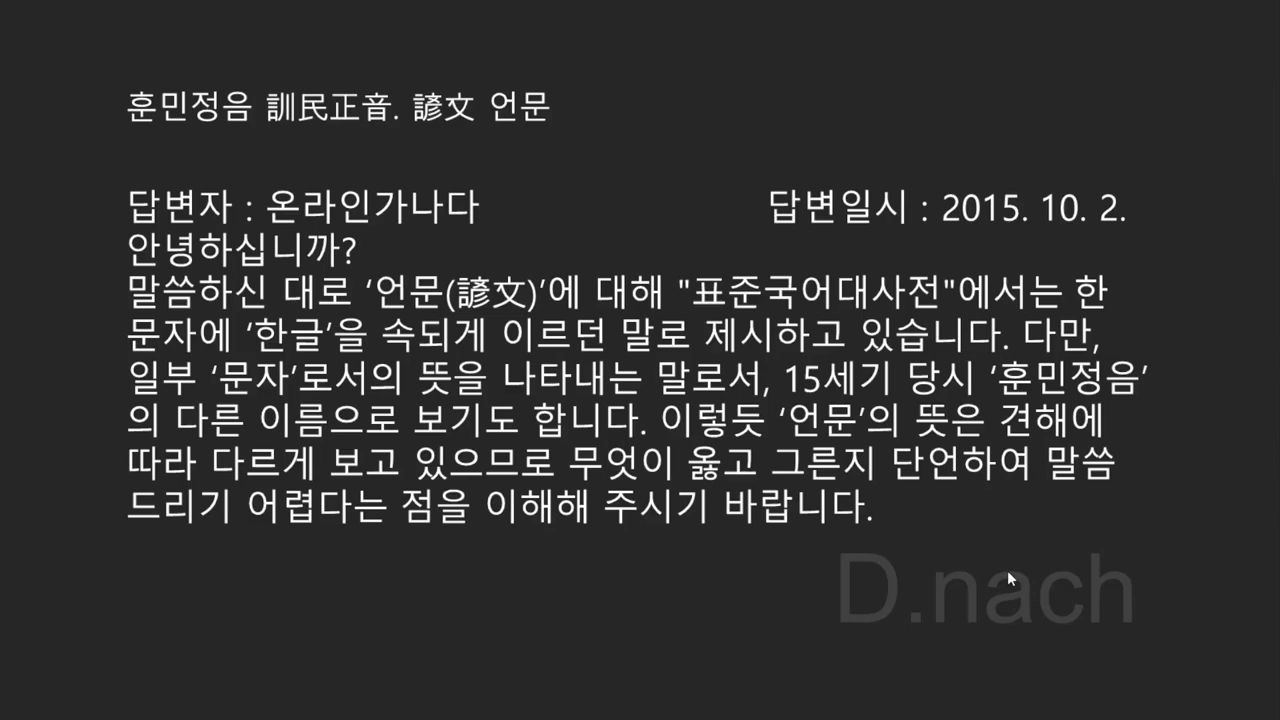 훈민정음 訓民正音. 諺文 언문
답변자 : 온라인가나다 답변일시 : 2015. 10. 2.
안녕하십니까?
말씀하신 대로 ‘언문(諺文)’에 대해 "표준국어대사전"에서는 한
문자에 ‘한글’을 속되게 이르던 말로 제시하고 있습니다. 다만,
일부 ‘문자’로서의 뜻을 나타내는 말로서, 15세기 당시 ‘훈민정음’
의 다른 이름으로 보기도 합니다. 이렇듯 ‘언문’의 뜻은 견해에
따라 다르게 보고 있으므로 무엇이 옳고 그른지 단언하여 말씀
드리기 어렵다는 점을 이해해 주시기 바랍니다.
D.nach